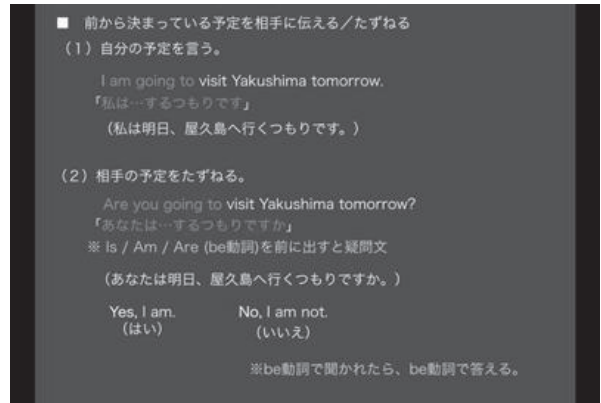 ■ 前から決まっている予定を相手に伝える／たずねる
（1）自分の予定を言う。
I am going to visit Yakushima tomorrow.
「私は…するつもりです」
（私は明日、屋久島へ行くつもりです。）
（2）相手の予定をたずねる。
Are you going to visit Yakushima tomorrow?
「あなたは…するつもりですか」
※ Is / Am / Are (be動詞)を前に出すと疑問文
（あなたは明日、屋久島へ行くつもりですか。）
Yes, I am. No, I am not.
（はい） （いいえ）
※be動詞で聞かれたら、be動詞で答える。